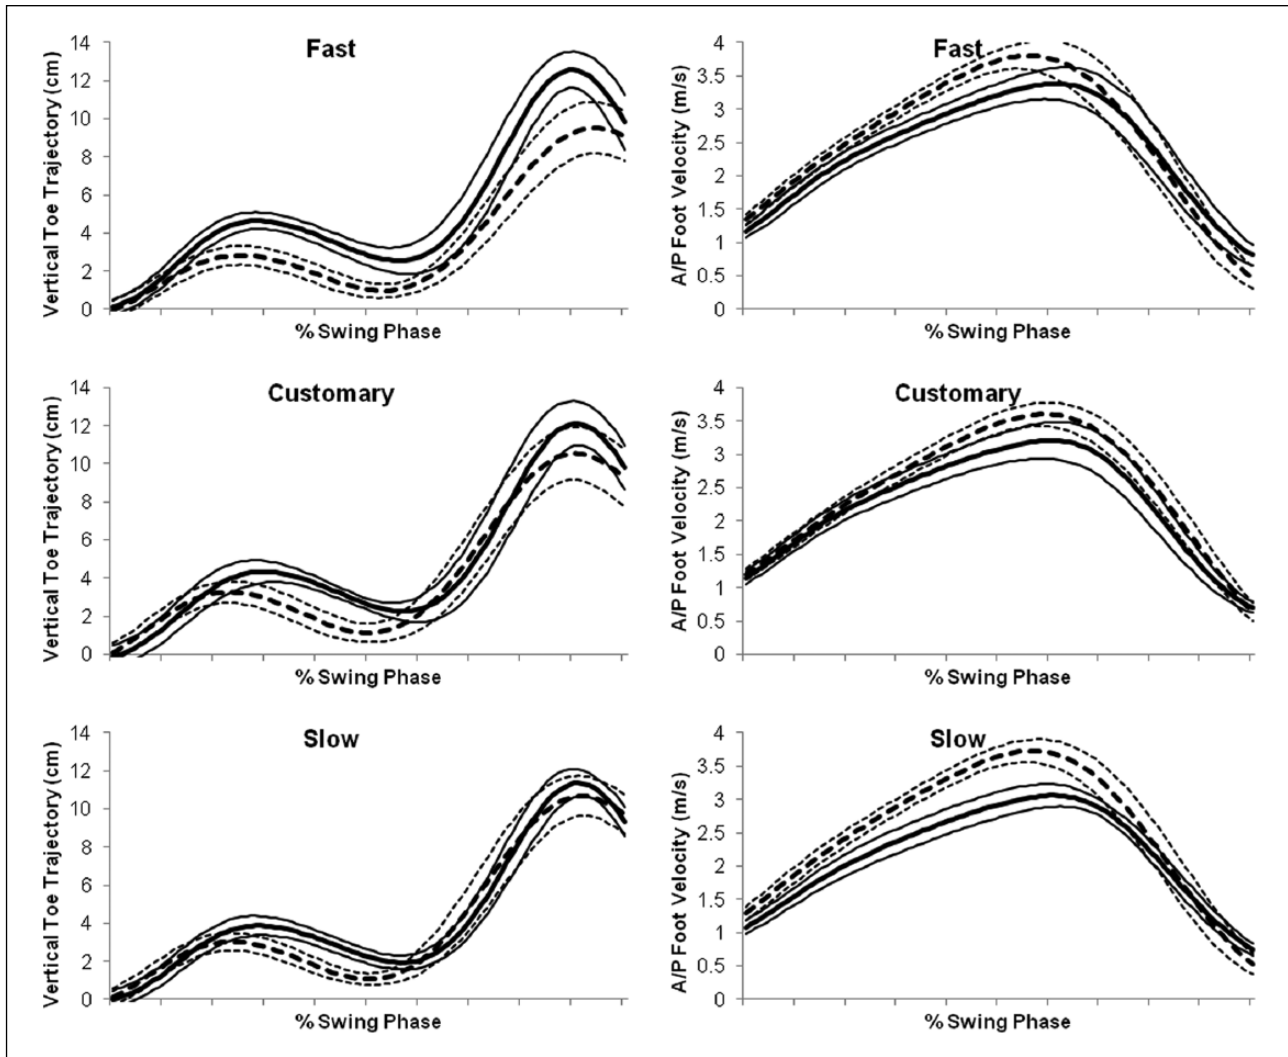 Fast
Vertical Toe Trajectory (cm)
14
12
10
8
6
4
2
0
% Swing Phase
Fast
A/P Foot Velocity (m/s)
4
3.5
3
2.5
2
1.5
1
0.5
0
% Swing Phase
Customary
Vertical Toe Trajectory (cm)
14
12
10
8
6
4
2
0
% Swing Phase
Customary
A/P Foot Velocity (m/s)
4
3.5
3
2.5
2
1.5
1
0.5
0
% Swing Phase
Slow
Vertical Toe Trajectory (cm)
14
12
10
8
6
4
2
0
% Swing Phase
Slow
A/P Foot Velocity (m/s)
4
3.5
3
2.5
2
1.5
1
0.5
0
% Swing Phase